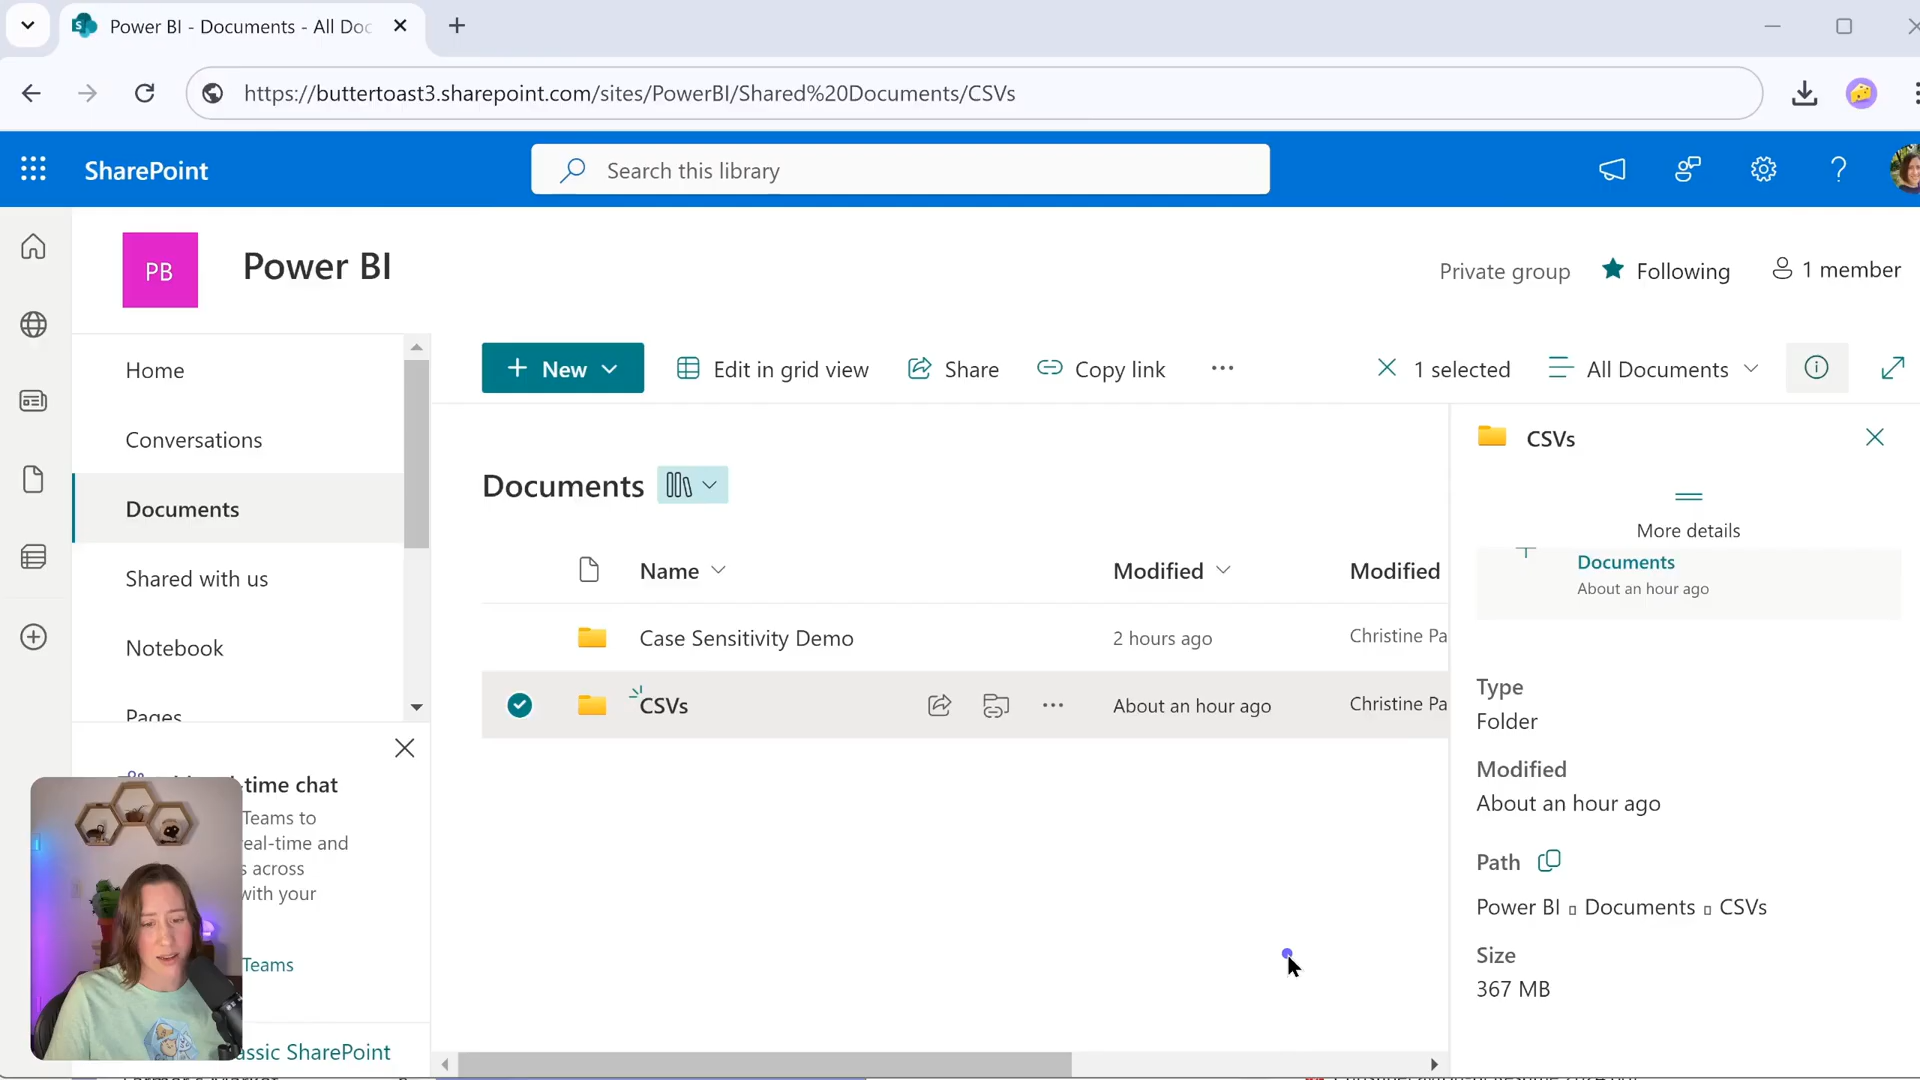 Power BI - Documents - All Doc
https://buttertoast3.sharepoint.com/sites/PowerBI/Shared%20Documents/CSVs
SharePoint
Search this library
PB
Power BI
Private group
Following
1 member
Home
Conversations
Documents
Shared with us
Notebook
Pages
New
Edit in grid view
Share
Copy link
1 selected
All Documents
Documents
Name
Modified
Modified
Case Sensitivity Demo
2 hours ago
Christine Pa
CSVs
About an hour ago
Christine Pa
CSVs
More details
Documents
About an hour ago
Type
Folder
Modified
About an hour ago
Path
Power BI ▯ Documents ▯ CSVs
Size
367 MB
-time chat
Teams to
real-time and
s across
with your
Teams
assic SharePoint